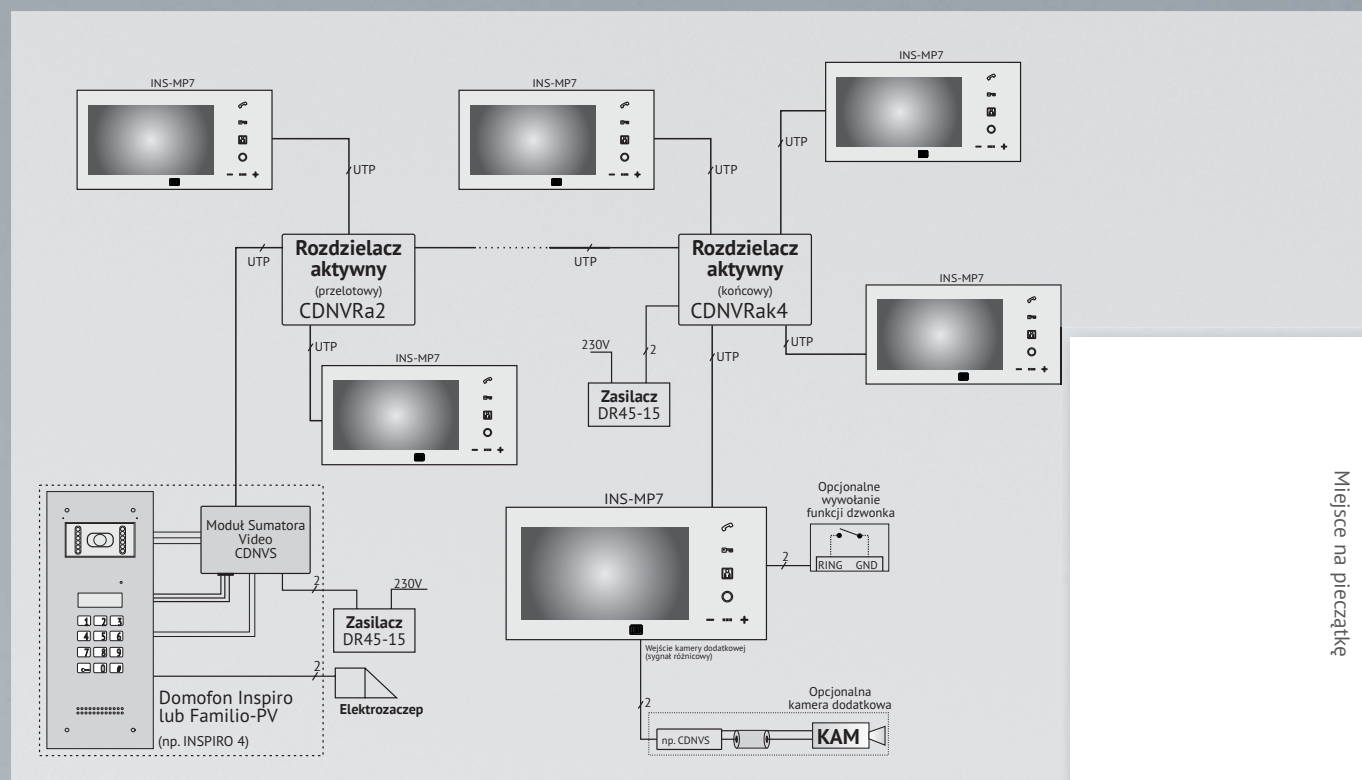 INS-MP7
INS-MP7
INS-MP7
UTP
UTP
UTP
Rozdzielacz
aktywny
(przelotowy)
CDNVRa2
Rozdzielacz
aktywny
(końcowy)
CDNVRak4
UTP
UTP
INS-MP7
UTP
INS-MP7
230V
2
UTP
UTP
Zasilacz
DR45-15
Moduł Sumatora
Video
CDNVS
2
230V
Zasilacz
DR45-15
1 2 3
4 5 6
7 8 9
0 #
2
Elektrozaczep
Domofon Inspiro
lub Familio-PV
(np. INSPIRO 4)
INS-MP7
Opcjonalne
wywołanie
funkcji dzwonka
2
RING GND
Wejście kamery dodatkowej
(sygnał różnicowy)
2
Opcjonalna
kamera dodatkowa
np. CDNVS
KAM
Miejsce na pieczątkę